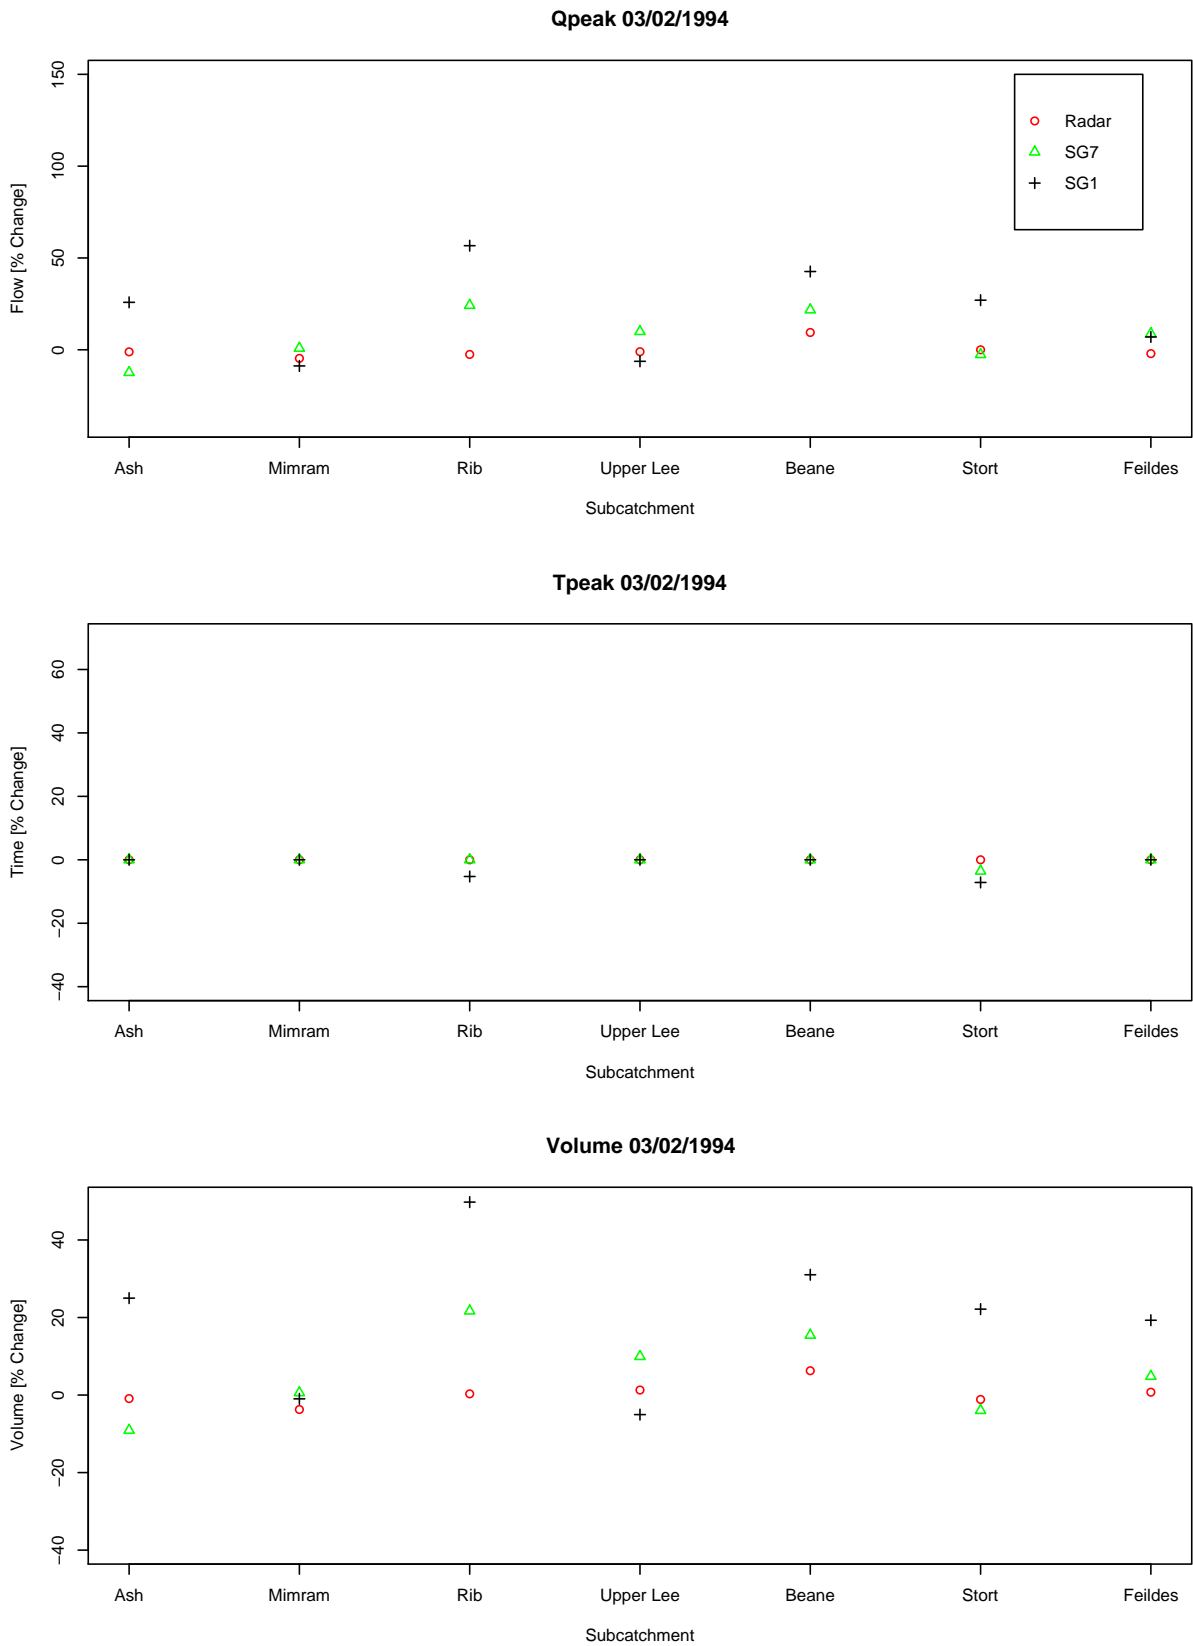 Qpeak 03/02/1994
Flow [% Change]
150
100
50
0
Radar
SG7
SG1
Ash Mimram Rib Upper Lee Beane Stort Feildes
Subcatchment
Tpeak 03/02/1994
Time [% Change]
60
40
20
0
−20
−40
Ash Mimram Rib Upper Lee Beane Stort Feildes
Subcatchment
Volume 03/02/1994
Volume [% Change]
40
20
0
−20
−40
Ash Mimram Rib Upper Lee Beane Stort Feildes
Subcatchment